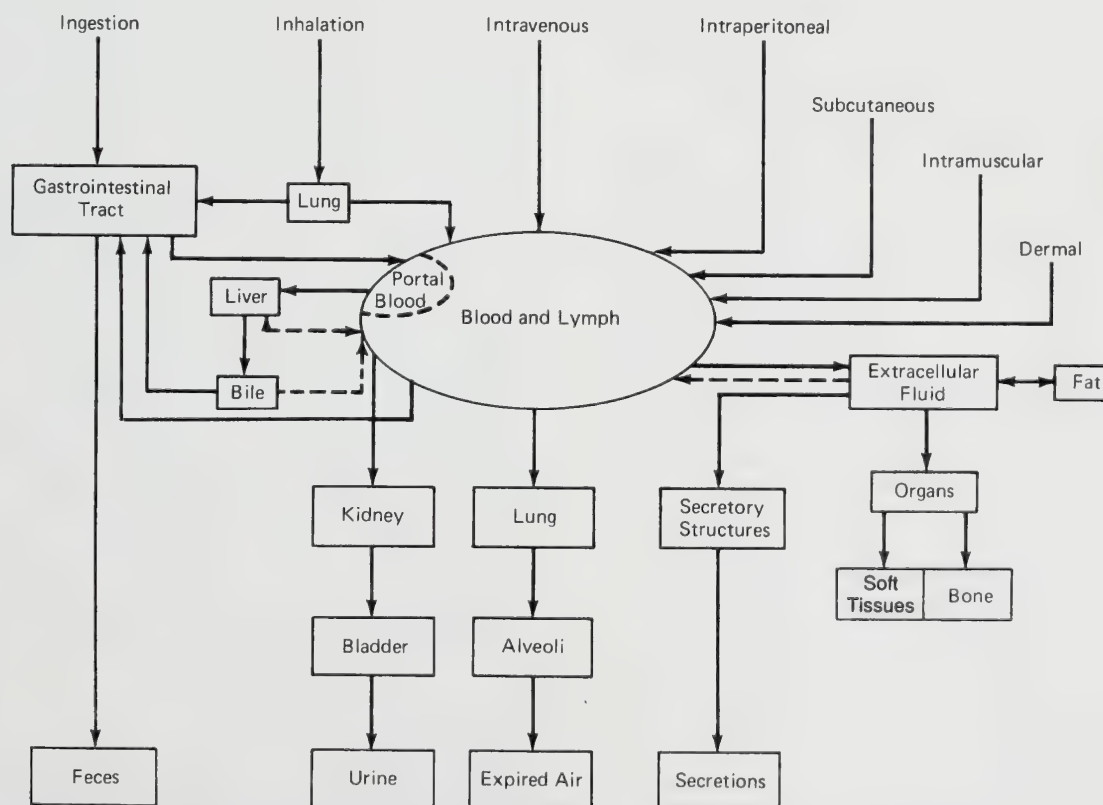 Ingestion
Inhalation
Intravenous
Intraperitoneal
Subcutaneous
Intramuscular
Dermal
Gastrointestinal
Tract
Lung
Portal
Blood
Liver
Blood and Lymph
Bile
Extracellular
Fluid
Fat
Kidney
Lung
Secretory
Structures
Organs
Soft
Tissues
Bone
Bladder
Alveoli
Feces
Urine
Expired Air
Secretions